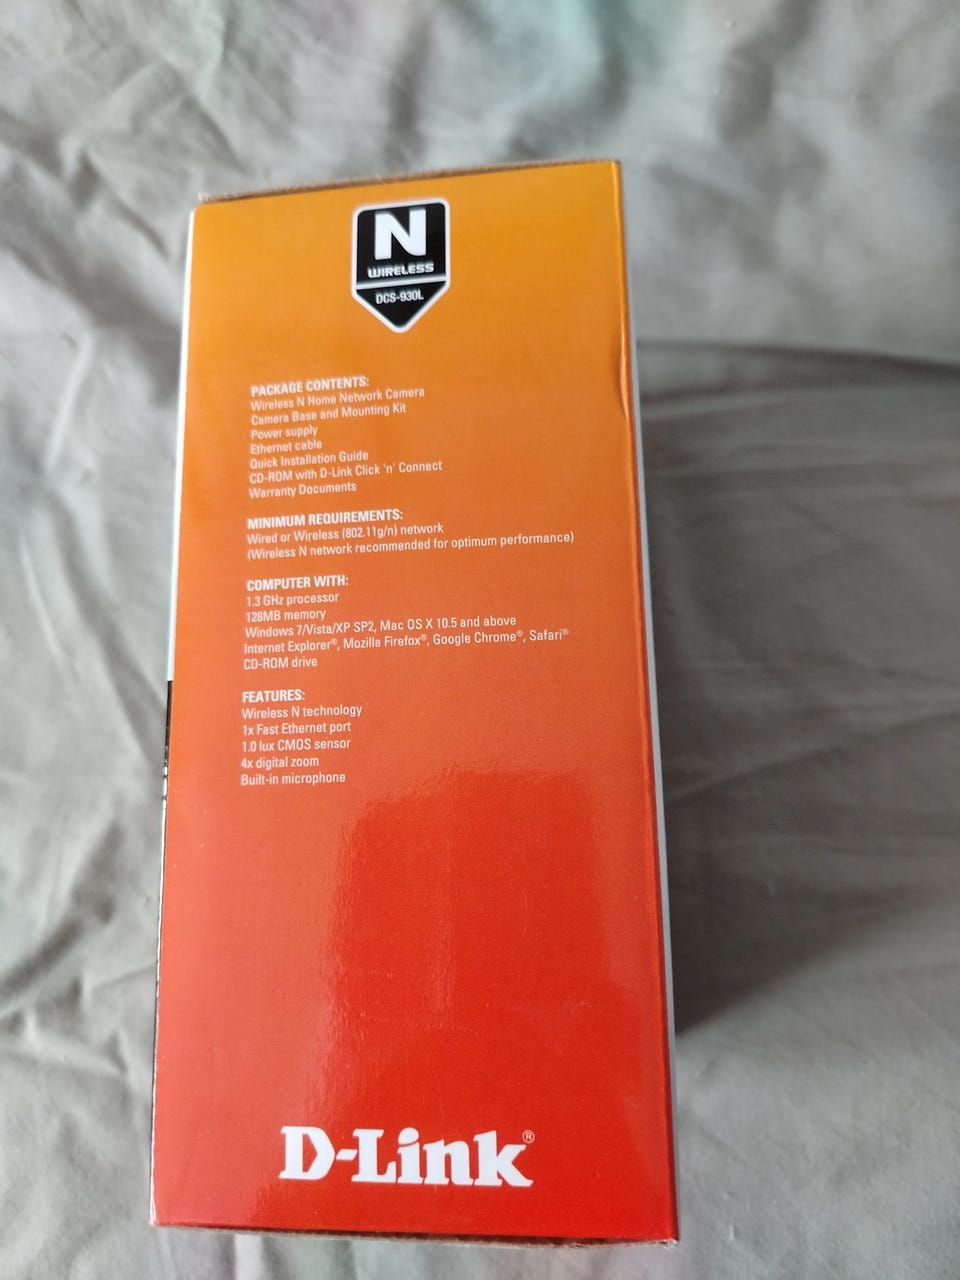 N
WIRELESS
DCS-930L
PACKAGE CONTENTS:
Wireless N Home Network Camera
Camera Base and Mounting Kit
Power supply
Ethernet cable
Quick Installation Guide
CD-ROM with D-Link Click 'n' Connect
Warranty Documents
MINIMUM REQUIREMENTS:
Wired or Wireless (802.11g/n) network
(Wireless N network recommended for optimum performance)
COMPUTER WITH:
1.3 GHz processor
128MB memory
Windows 7/Vista/XP SP2, Mac OS X 10.5 and above
Internet Explorer®, Mozilla Firefox®, Google Chrome®, Safari®
CD-ROM drive
FEATURES:
Wireless N technology
1x Fast Ethernet port
1.0 lux CMOS sensor
4x digital zoom
Built-in microphone
D-Link®